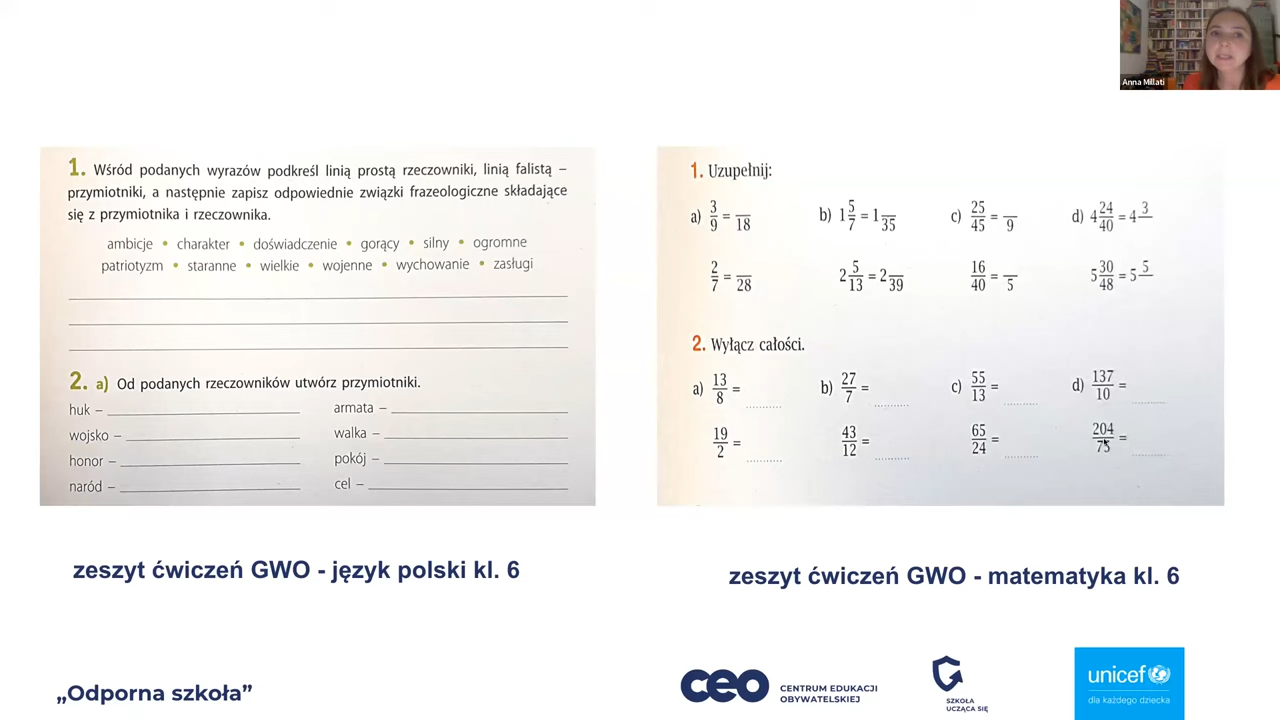 Anna Millati
1. Wśród podanych wyrazów podkreśl linią prostą rzeczowniki, linią falistą –
przymiotniki, a następnie zapisz odpowiednie związki frazeologiczne składające
się z przymiotnika i rzeczownika.
ambicje • charakter • doświadczenie • gorący • silny • ogromne
patriotyzm • staranne • wielkie • wojenne • wychowanie • zasługi
2. a) Od podanych rzeczowników utwórz przymiotniki.
huk – armata –
wojsko – walka –
honor – pokój –
naród – cel –
zeszyt ćwiczeń GWO - język polski kl. 6
1. Uzupełnij:
a) 3/9 = /18 b) 1 5/7 = 1 /35 c) 25/45 = /9 d) 4 24/40 = 4 3/
2/7 = /28 2 5/13 = 2 /39 16/40 = /5 5 30/48 = 5 5/
2. Wyłącz całości.
a) 13/8 = b) 27/7 = c) 55/13 = d) 137/10 =
19/2 = 43/12 = 65/24 = 204/75 =
zeszyt ćwiczeń GWO - matematyka kl. 6
„Odporna szkoła”
ceo CENTRUM EDUKACJI
OBYWATELSKIEJ
SZKOŁA
UCZĄCA SIĘ
unicef
dla każdego dziecka